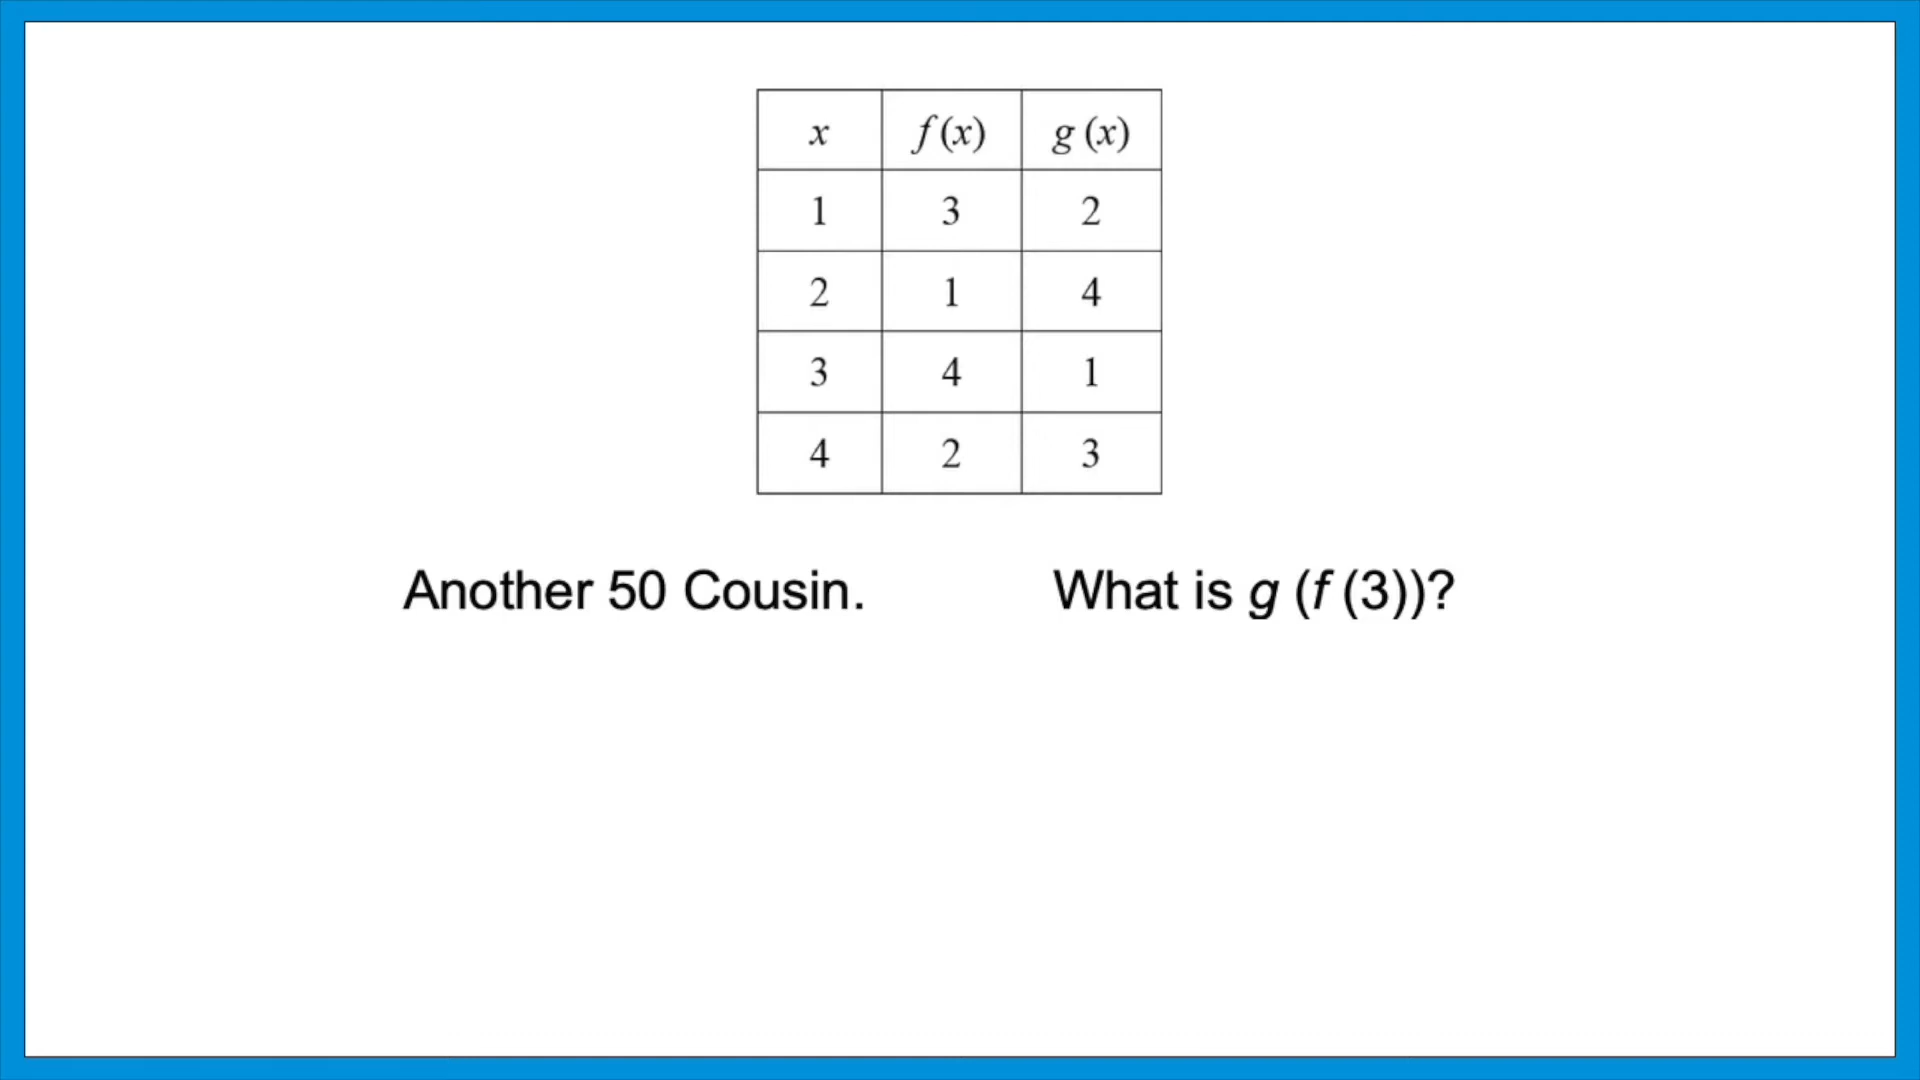 x f(x) g (x)
1 3 2
2 1 4
3 4 1
4 2 3
Another 50 Cousin. What is g (f (3))?